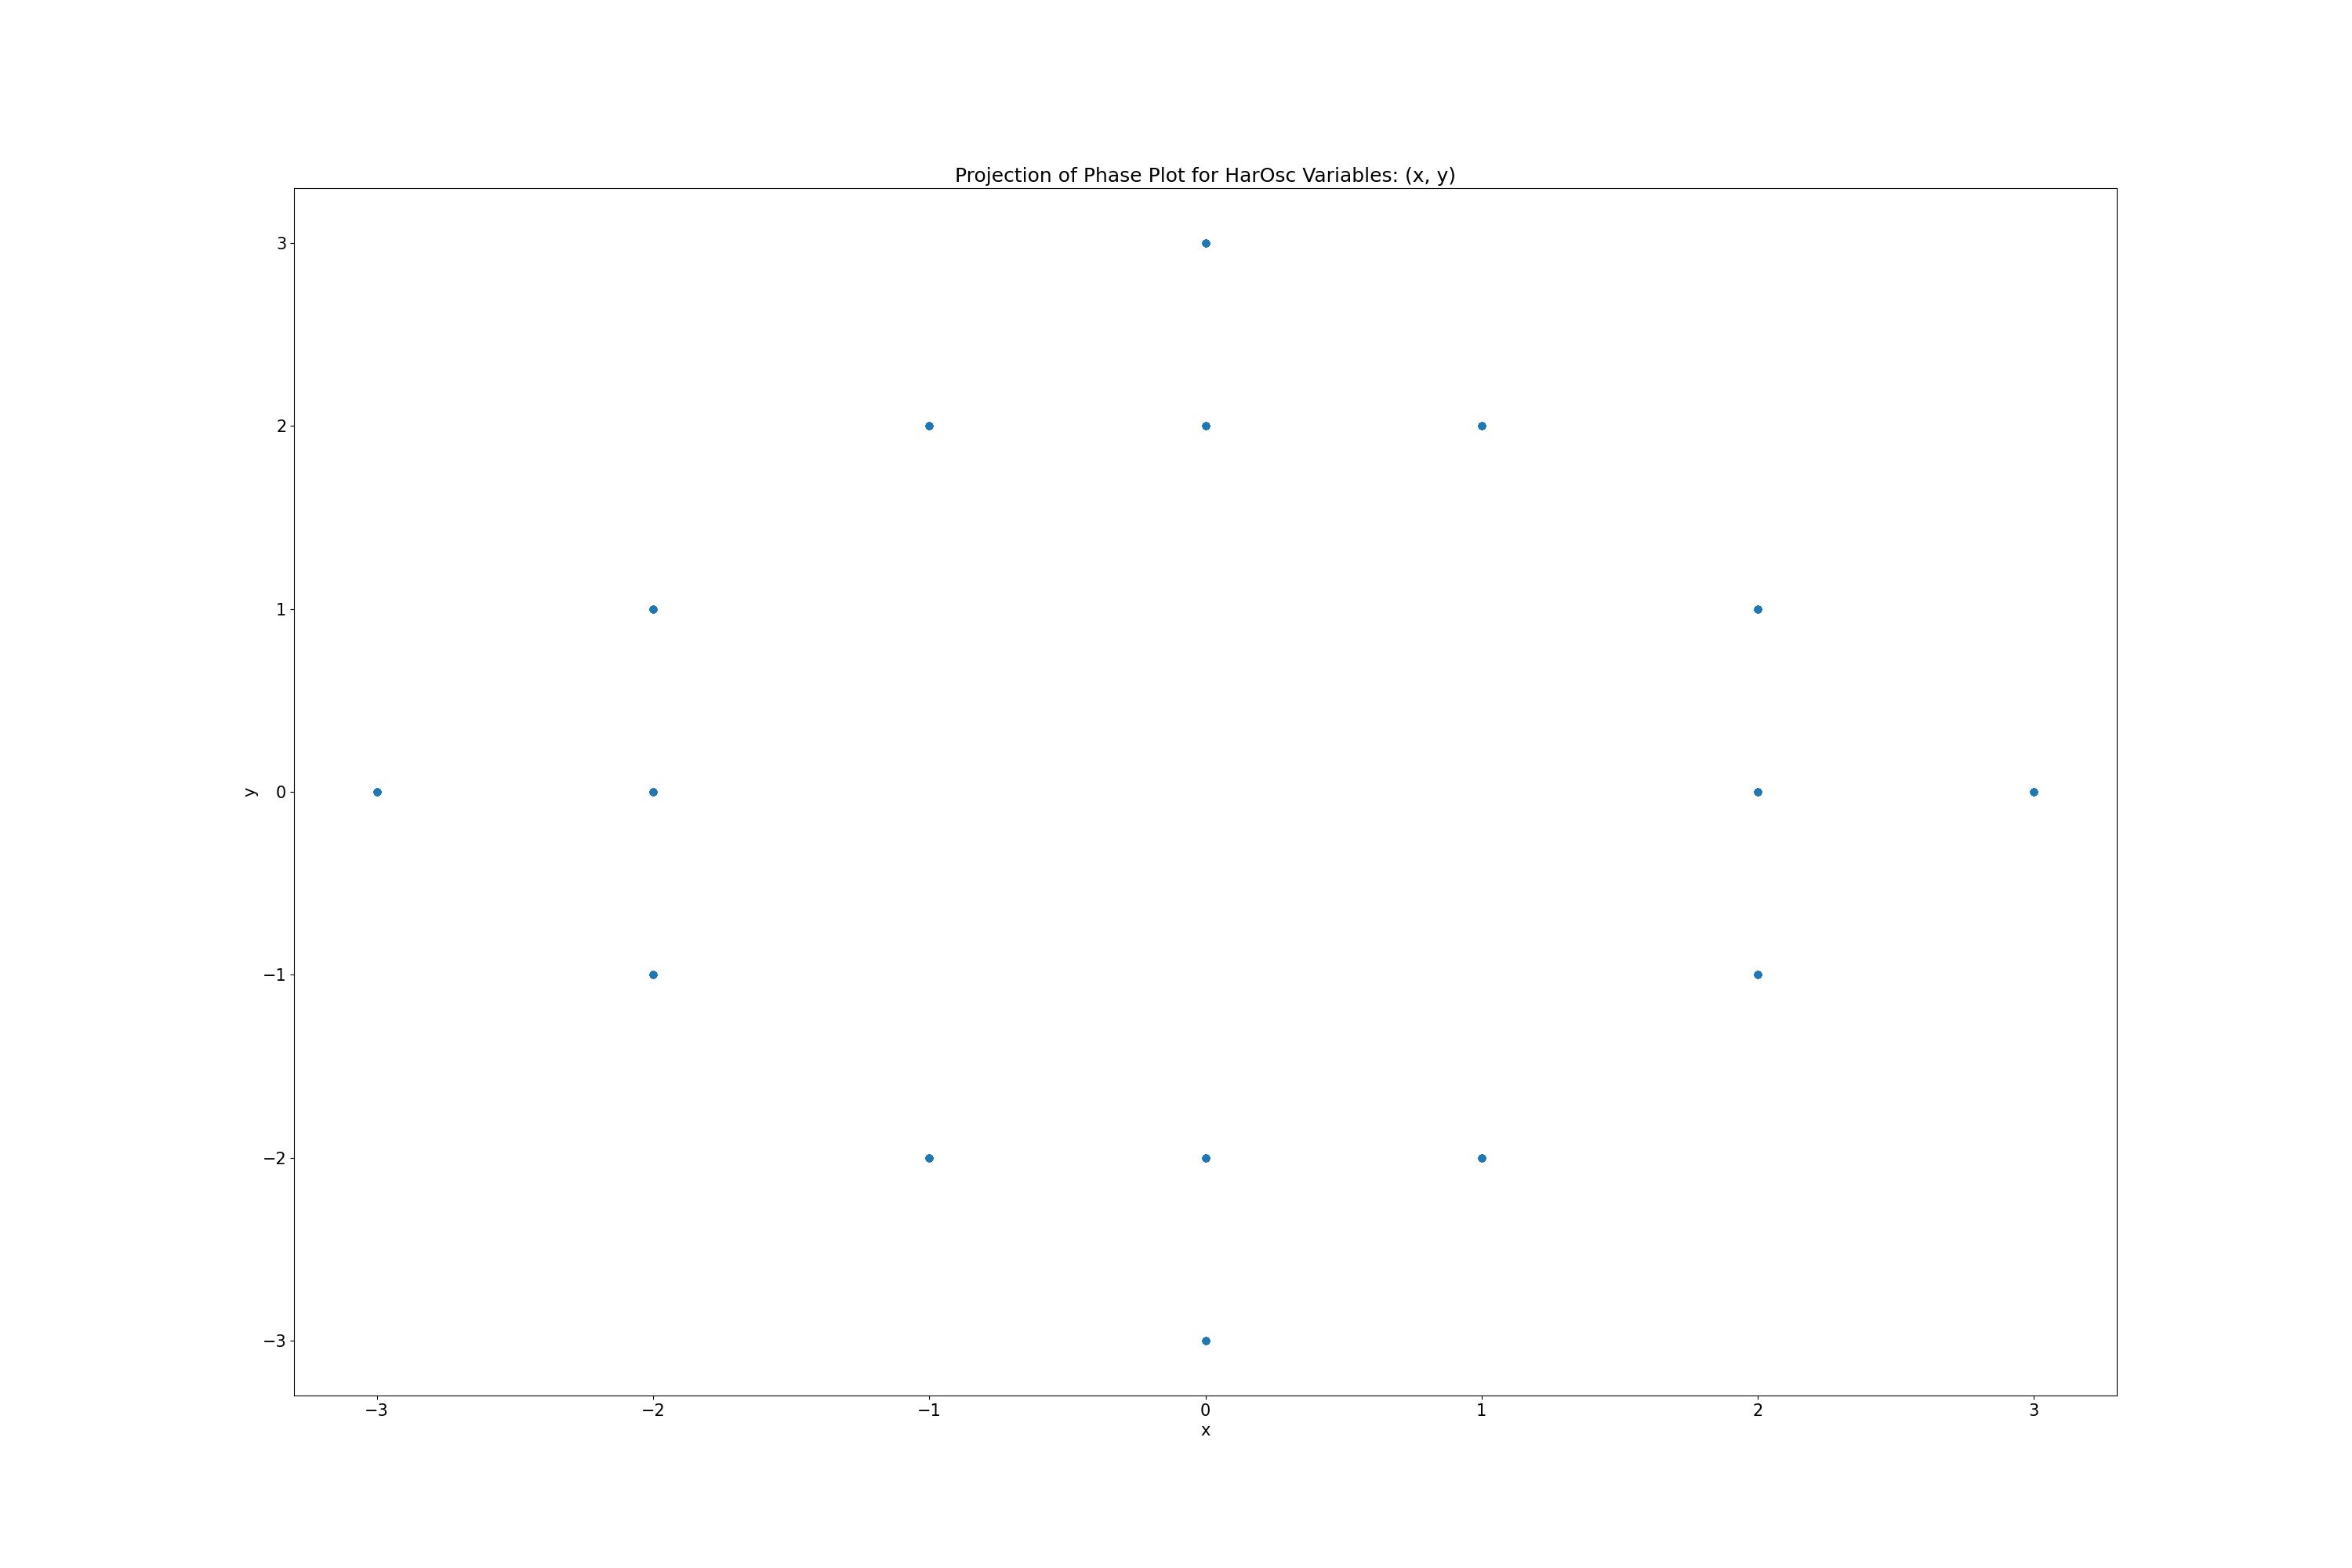 Projection of Phase Plot for HarOsc Variables: (x, y)
3
2
1
y
0
−1
−2
−3
−3 −2 −1 0 1 2 3
x